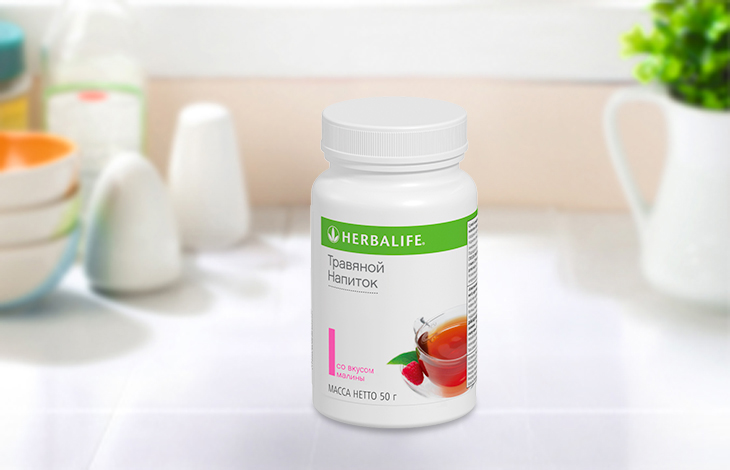 HERBALIFE®
Травяной
Напиток
со вкусом
малины
МАССА НЕТТО 50 г